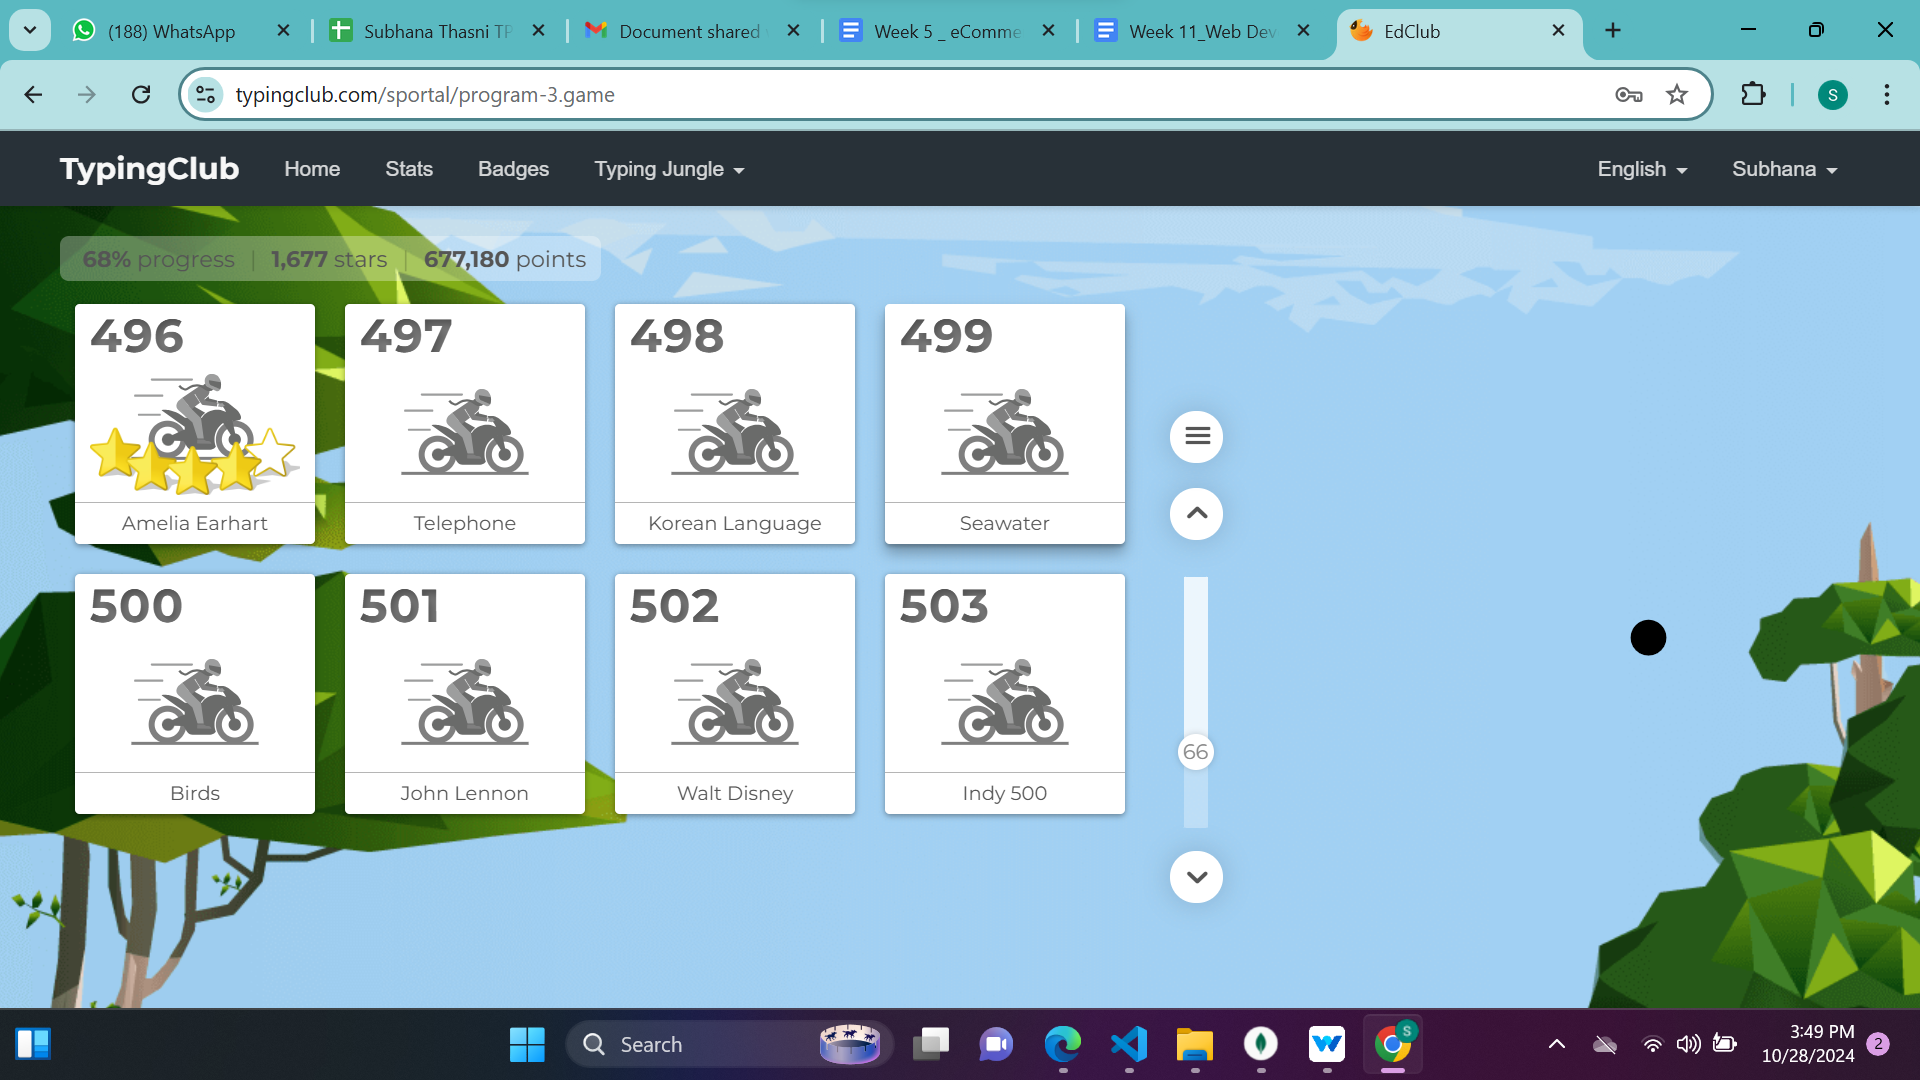 (188) WhatsApp
Subhana Thasni TP
Document shared
Week 5 _ eComme
Week 11_Web Dev
EdClub
typingclub.com/sportal/program-3.game
S
TypingClub Home Stats Badges Typing Jungle English Subhana
68% progress | 1,677 stars | 677,180 points
496
497
498
499
Amelia Earhart
Telephone
Korean Language
Seawater
500
501
502
503
66
Birds
John Lennon
Walt Disney
Indy 500
Search
S
3:49 PM
10/28/2024
2